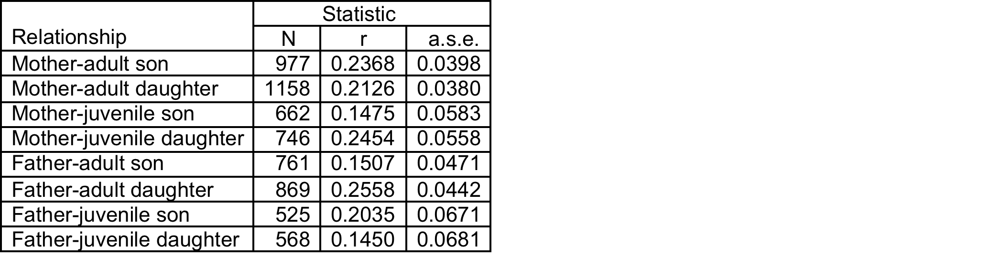 Statistic
Relationship N r a.s.e.
Mother-adult son 977 0.2368 0.0398
Mother-adult daughter 1158 0.2126 0.0380
Mother-juvenile son 662 0.1475 0.0583
Mother-juvenile daughter 746 0.2454 0.0558
Father-adult son 761 0.1507 0.0471
Father-adult daughter 869 0.2558 0.0442
Father-juvenile son 525 0.2035 0.0671
Father-juvenile daughter 568 0.1450 0.0681